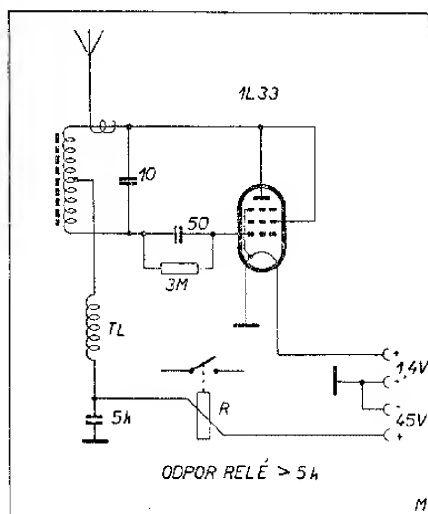 1L33
10
50
3M
TL
5k
R
+
1,4V
+
-
-
45V
+
ODPOR RELÉ > 5k
M